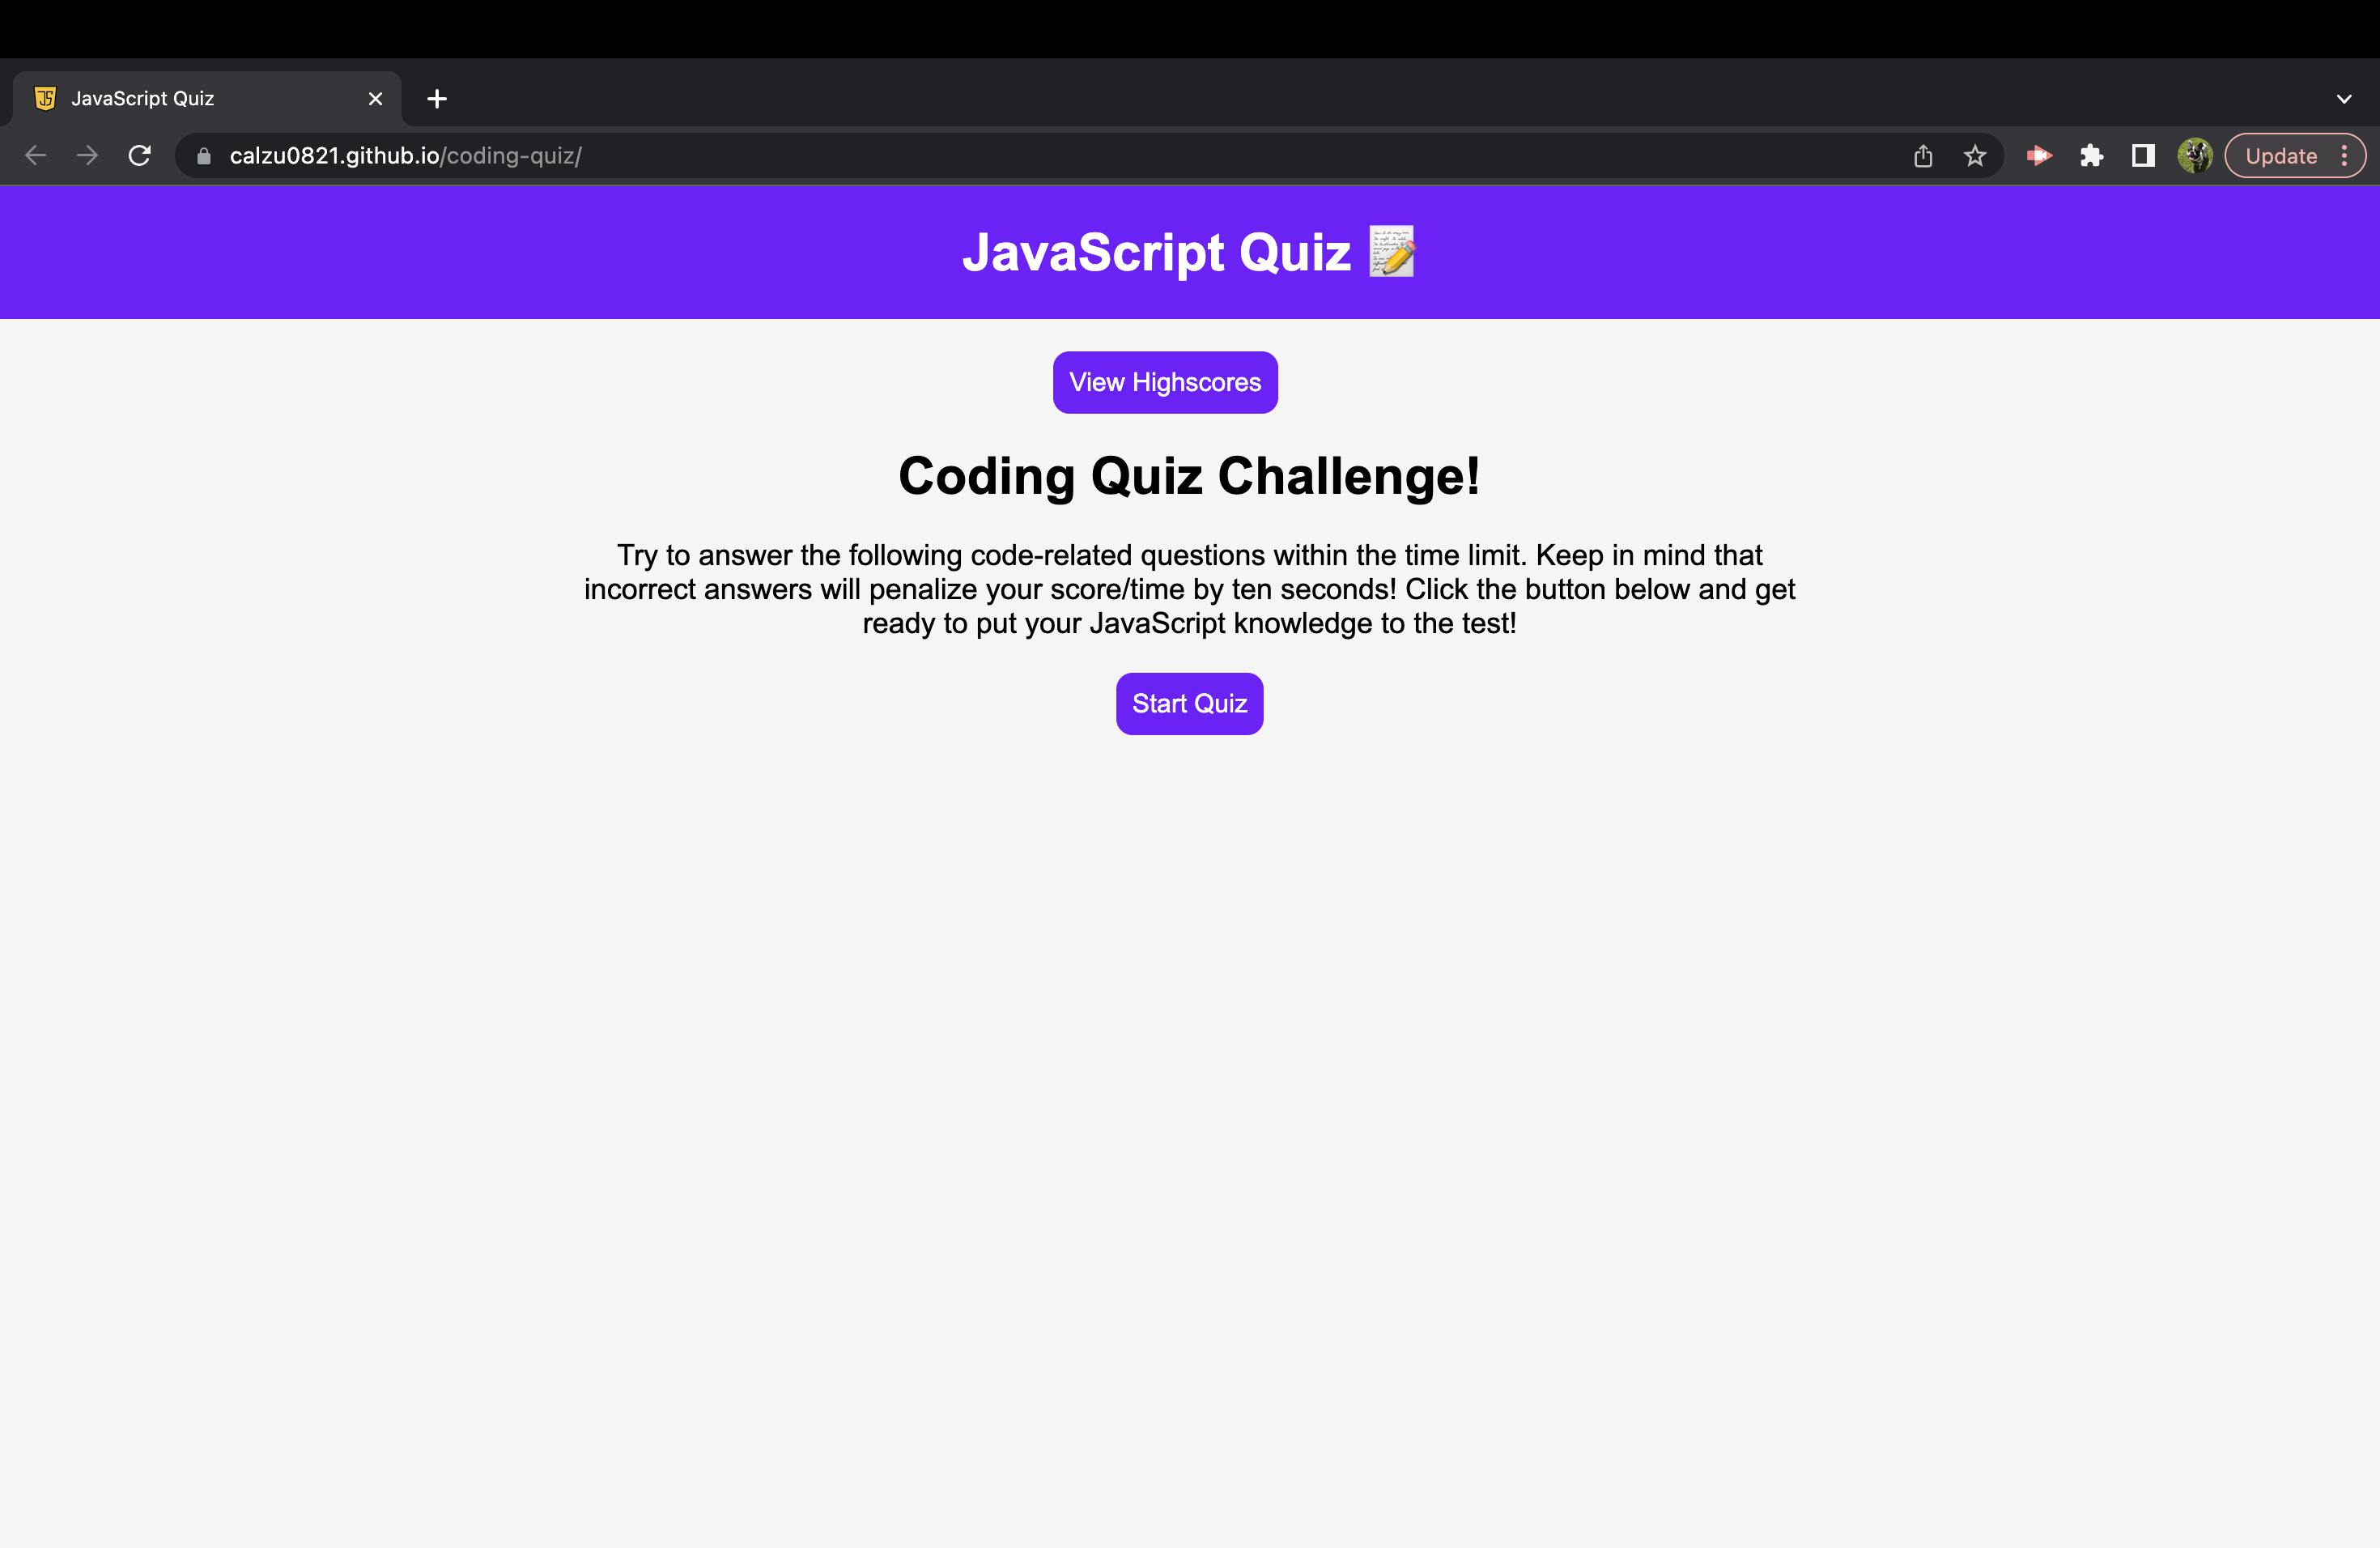 JavaScript Quiz
calzu0821.github.io/coding-quiz/
Update
JavaScript Quiz 📝
View Highscores
Coding Quiz Challenge!
Try to answer the following code-related questions within the time limit. Keep in mind that
incorrect answers will penalize your score/time by ten seconds! Click the button below and get
ready to put your JavaScript knowledge to the test!
Start Quiz